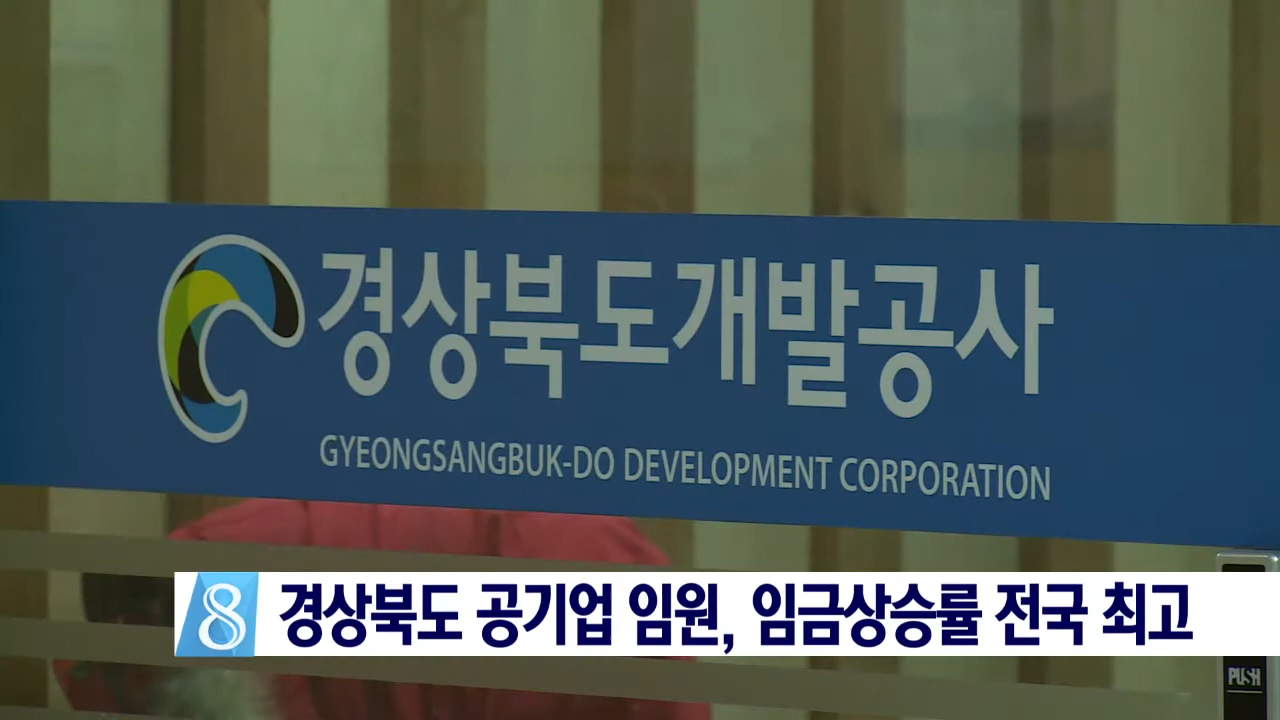 경상북도개발공사
GYEONGSANGBUK-DO DEVELOPMENT CORPORATION
8 경상북도 공기업 임원, 임금상승률 전국 최고
PUSH